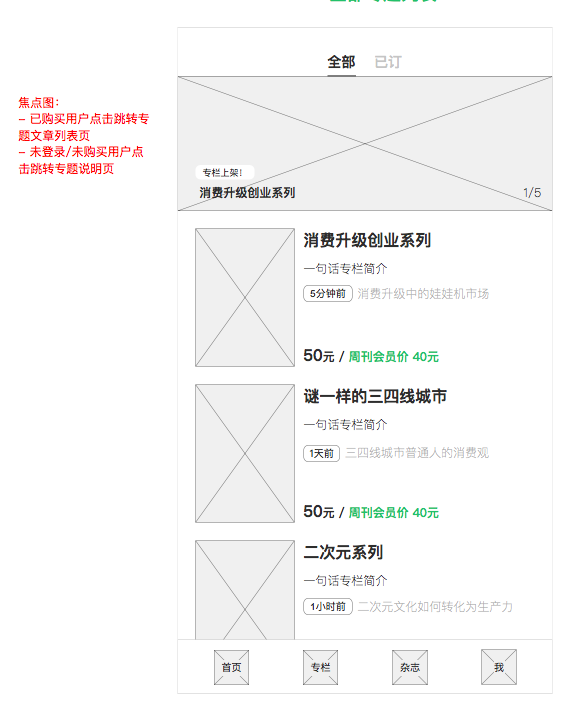 全部 已订
焦点图：
- 已购买用户点击跳转专
题文章列表页
- 未登录/未购买用户点
击跳转专题说明页
专栏上架！
消费升级创业系列
1/5
消费升级创业系列
一句话专栏简介
5分钟前 消费升级中的娃娃机市场
50元 / 周刊会员价 40元
谜一样的三四线城市
一句话专栏简介
1天前 三四线城市普通人的消费观
50元 / 周刊会员价 40元
二次元系列
一句话专栏简介
1小时前 二次元文化如何转化为生产力
首页 专栏 杂志 我